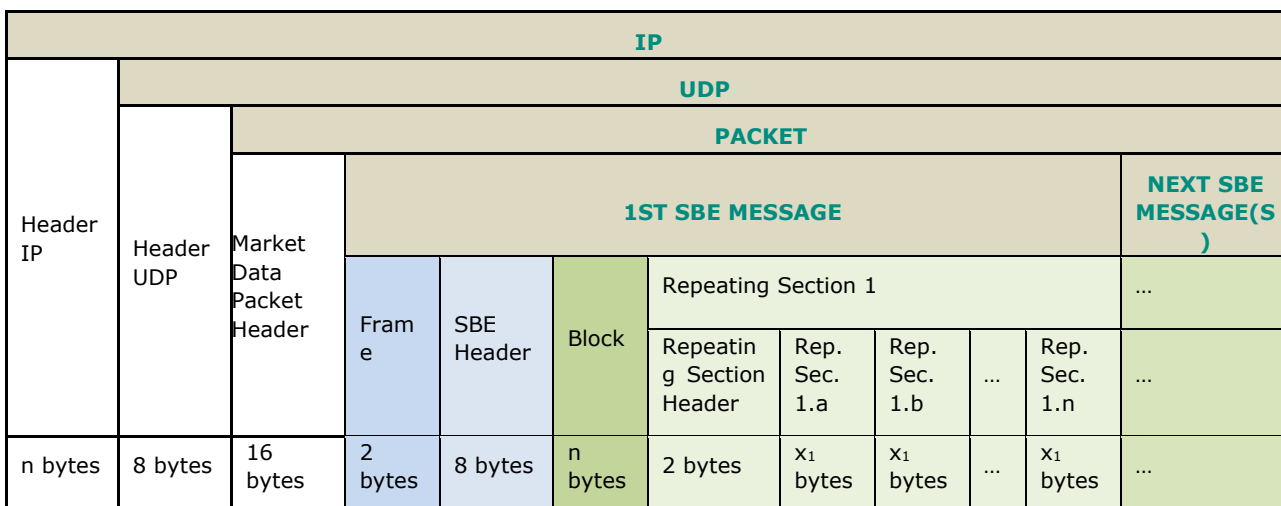 IP
UDP
PACKET
Header
IP
Header
UDP
Market
Data
Packet
Header
1ST SBE MESSAGE
NEXT SBE
MESSAGE(S
)
Fram
e
SBE
Header
Block
Repeating Section 1
…
Repeatin
g Section
Header
Rep.
Sec.
1.a
Rep.
Sec.
1.b
…
Rep.
Sec.
1.n
…
n bytes
8 bytes
16
bytes
2
bytes
8 bytes
n
bytes
2 bytes
x₁
bytes
x₁
bytes
…
x₁
bytes
…